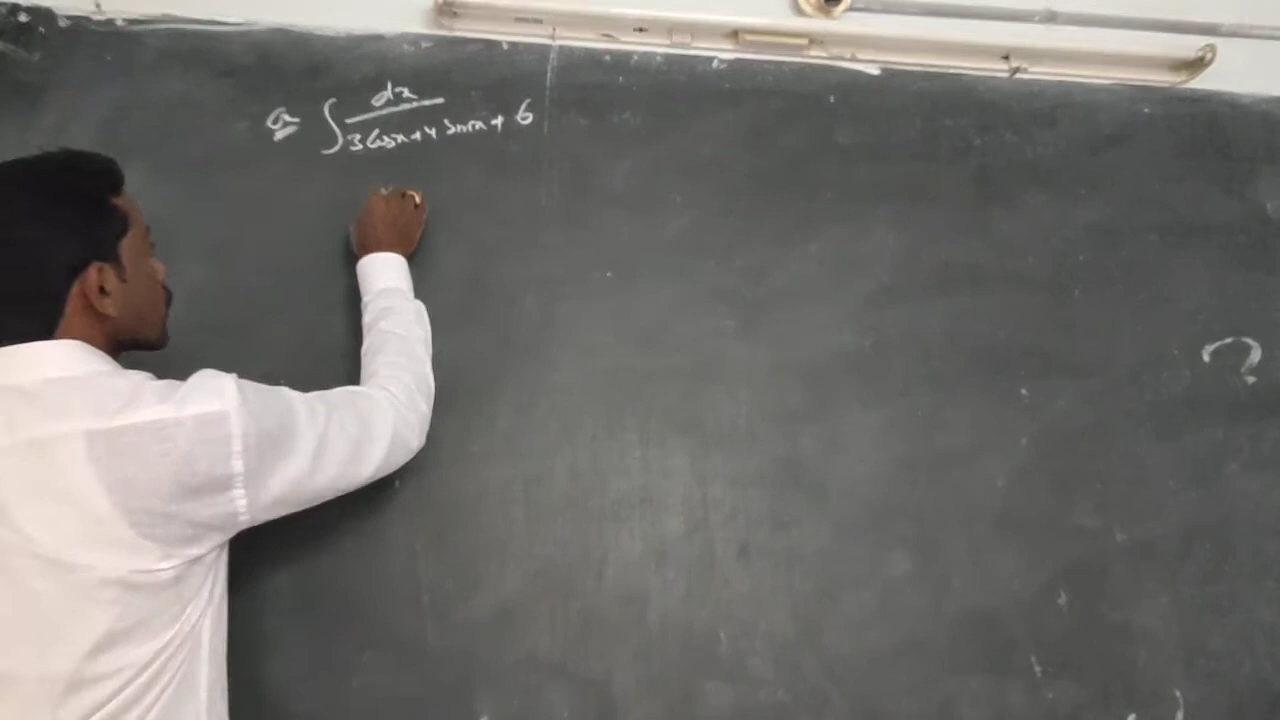 Q ∫ dx / 3 Cosx + 4 Sinx + 6
?